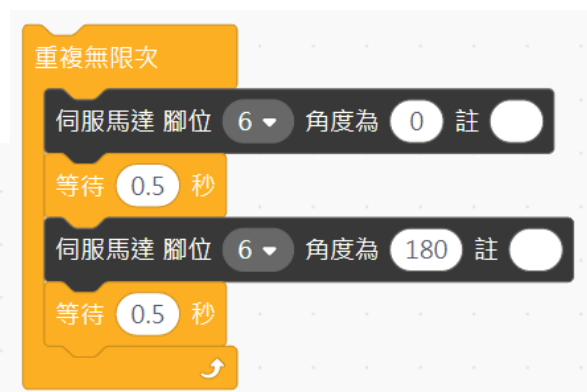 重複無限次
伺服馬達 腳位 6 角度為 0 註
等待 0.5 秒
伺服馬達 腳位 6 角度為 180 註
等待 0.5 秒